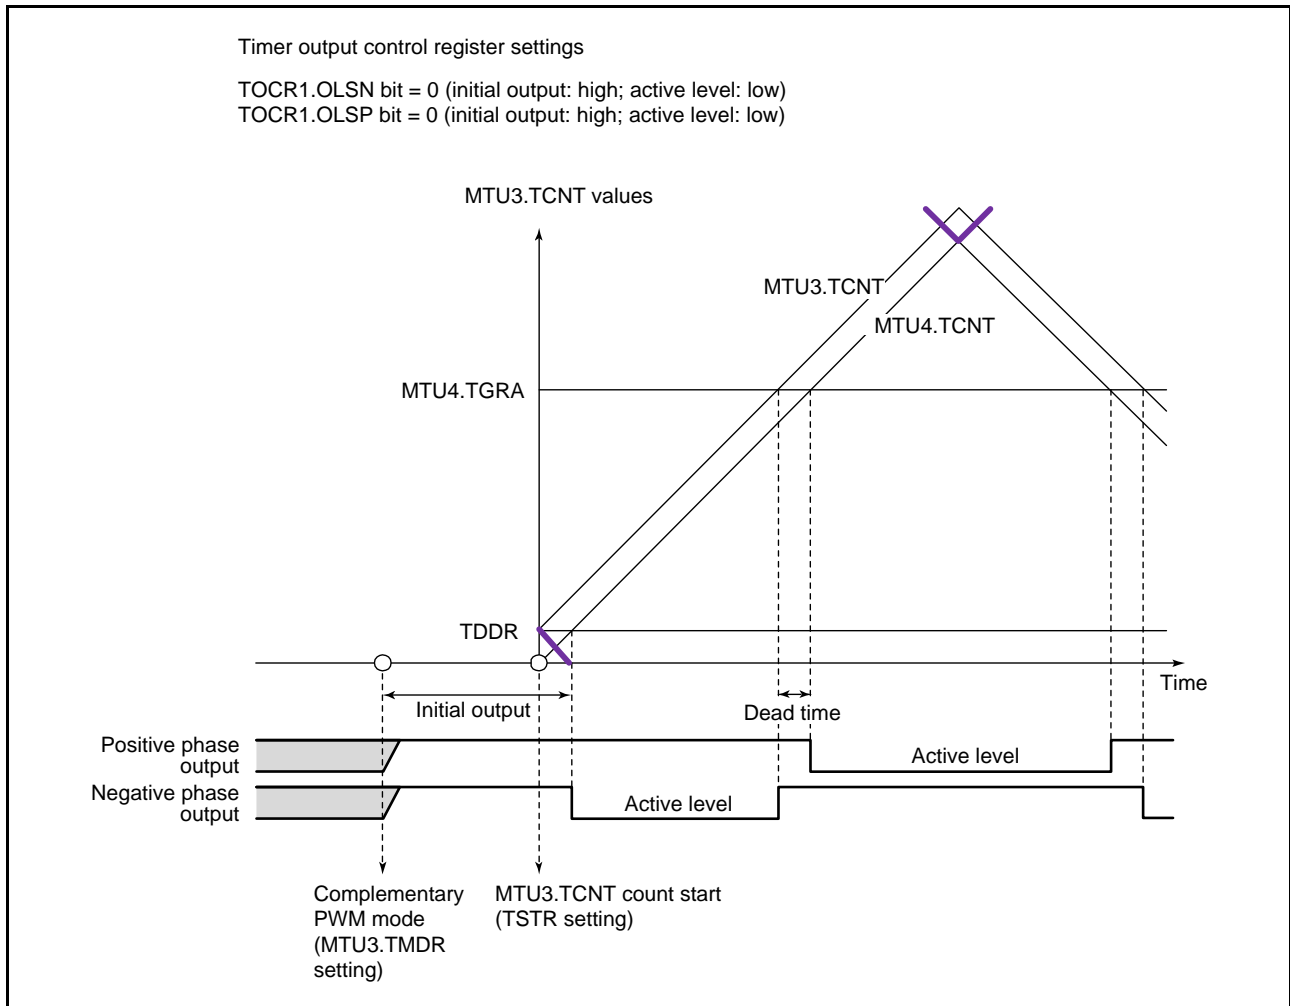 Timer output control register settings
TOCR1.OLSN bit = 0 (initial output: high; active level: low)
TOCR1.OLSP bit = 0 (initial output: high; active level: low)
MTU3.TCNT values
MTU3.TCNT
MTU4.TCNT
MTU4.TGRA
TDDR
Time
Initial output
Dead time
Positive phase
output
Active level
Negative phase
output
Active level
Complementary
PWM mode
(MTU3.TMDR
setting)
MTU3.TCNT count start
(TSTR setting)